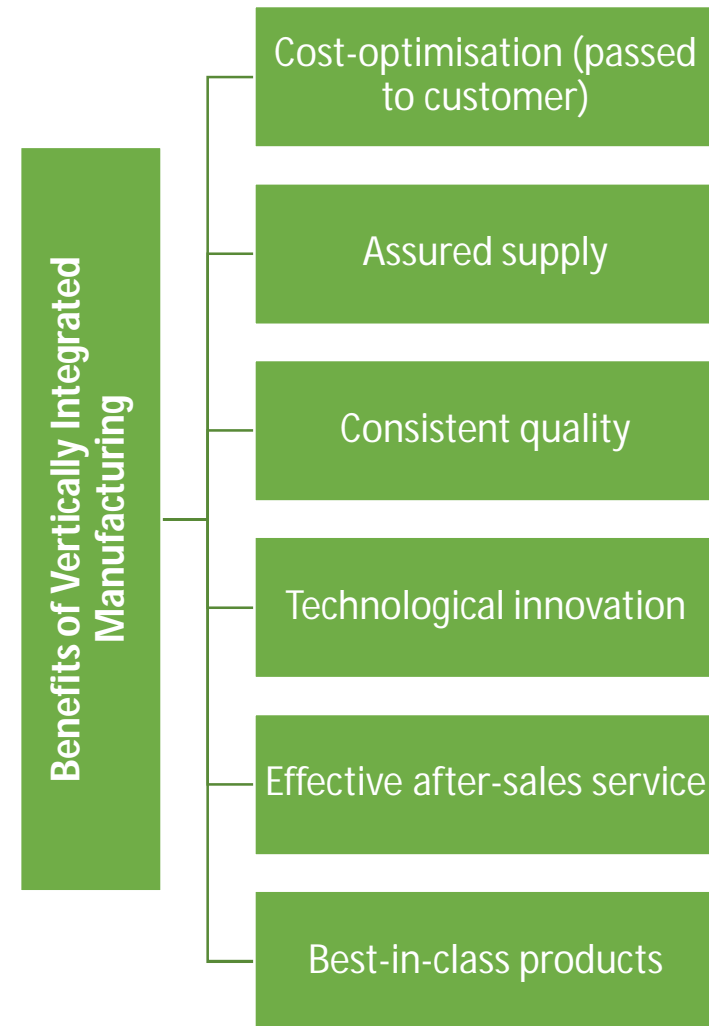 Benefits of Vertically Integrated
Manufacturing
Cost-optimisation (passed
to customer)
Assured supply
Consistent quality
Technological innovation
Effective after-sales service
Best-in-class products